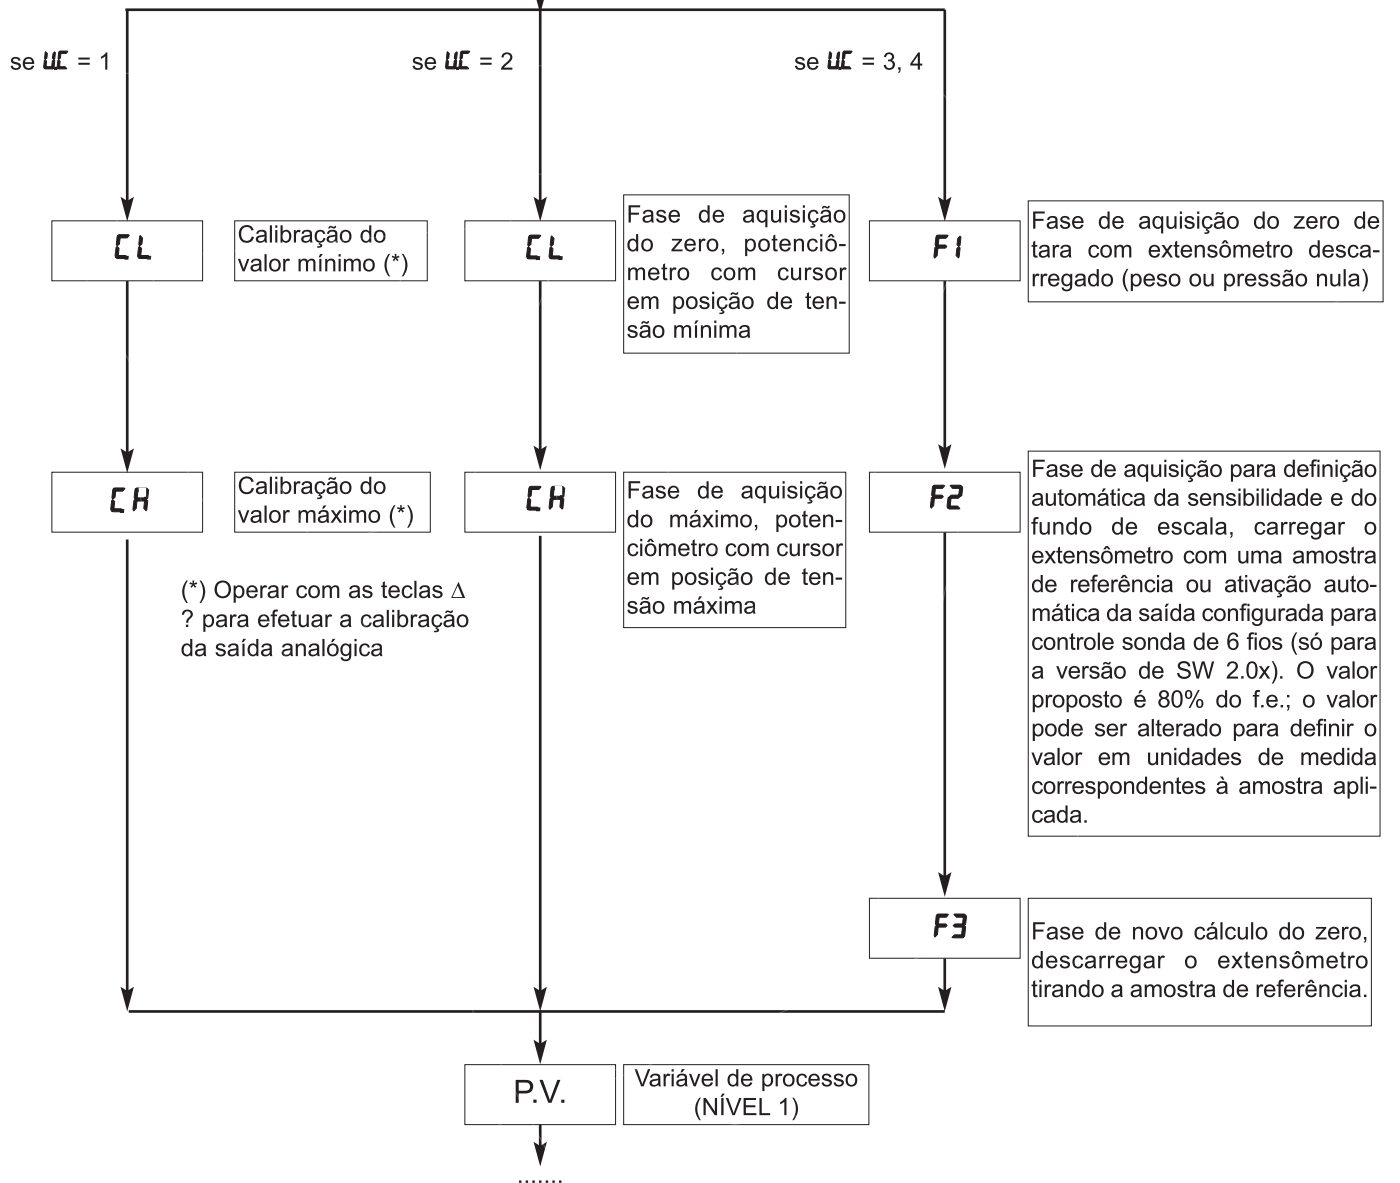 se UC = 1
se UC = 2
se UC = 3, 4
CL
Calibração do
valor mínimo (*)
CL
Fase de aquisição
do zero, potenciô-
metro com cursor
em posição de ten-
são mínima
F1
Fase de aquisição do zero de
tara com extensômetro desca-
rregado (peso ou pressão nula)
CH
Calibração do
valor máximo (*)
CH
Fase de aquisição
do máximo, poten-
ciômetro com cursor
em posição de ten-
são máxima
F2
Fase de aquisição para definição
automática da sensibilidade e do
fundo de escala, carregar o
extensômetro com uma amostra
de referência ou ativação auto-
mática da saída configurada para
controle sonda de 6 fios (só para
a versão de SW 2.0x). O valor
proposto é 80% do f.e.; o valor
pode ser alterado para definir o
valor em unidades de medida
correspondentes à amostra apli-
cada.
(*) Operar com as teclas ∆
? para efetuar a calibração
da saída analógica
F3
Fase de novo cálculo do zero,
descarregar o extensômetro
tirando a amostra de referência.
P.V.
Variável de processo
(NÍVEL 1)
.......